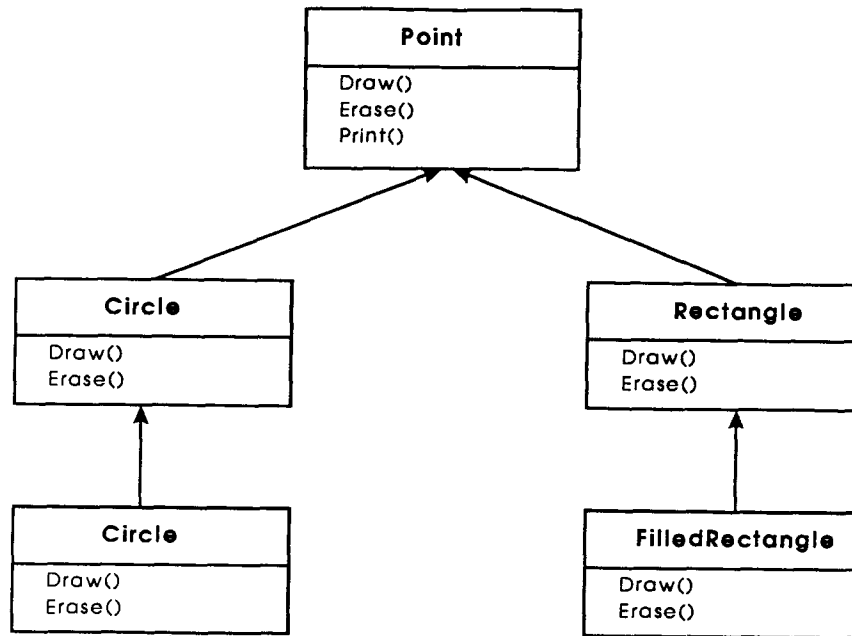 Point
Draw()
Erase()
Print()
Circle
Draw()
Erase()
Rectangle
Draw()
Erase()
Circle
Draw()
Erase()
FilledRectangle
Draw()
Erase()